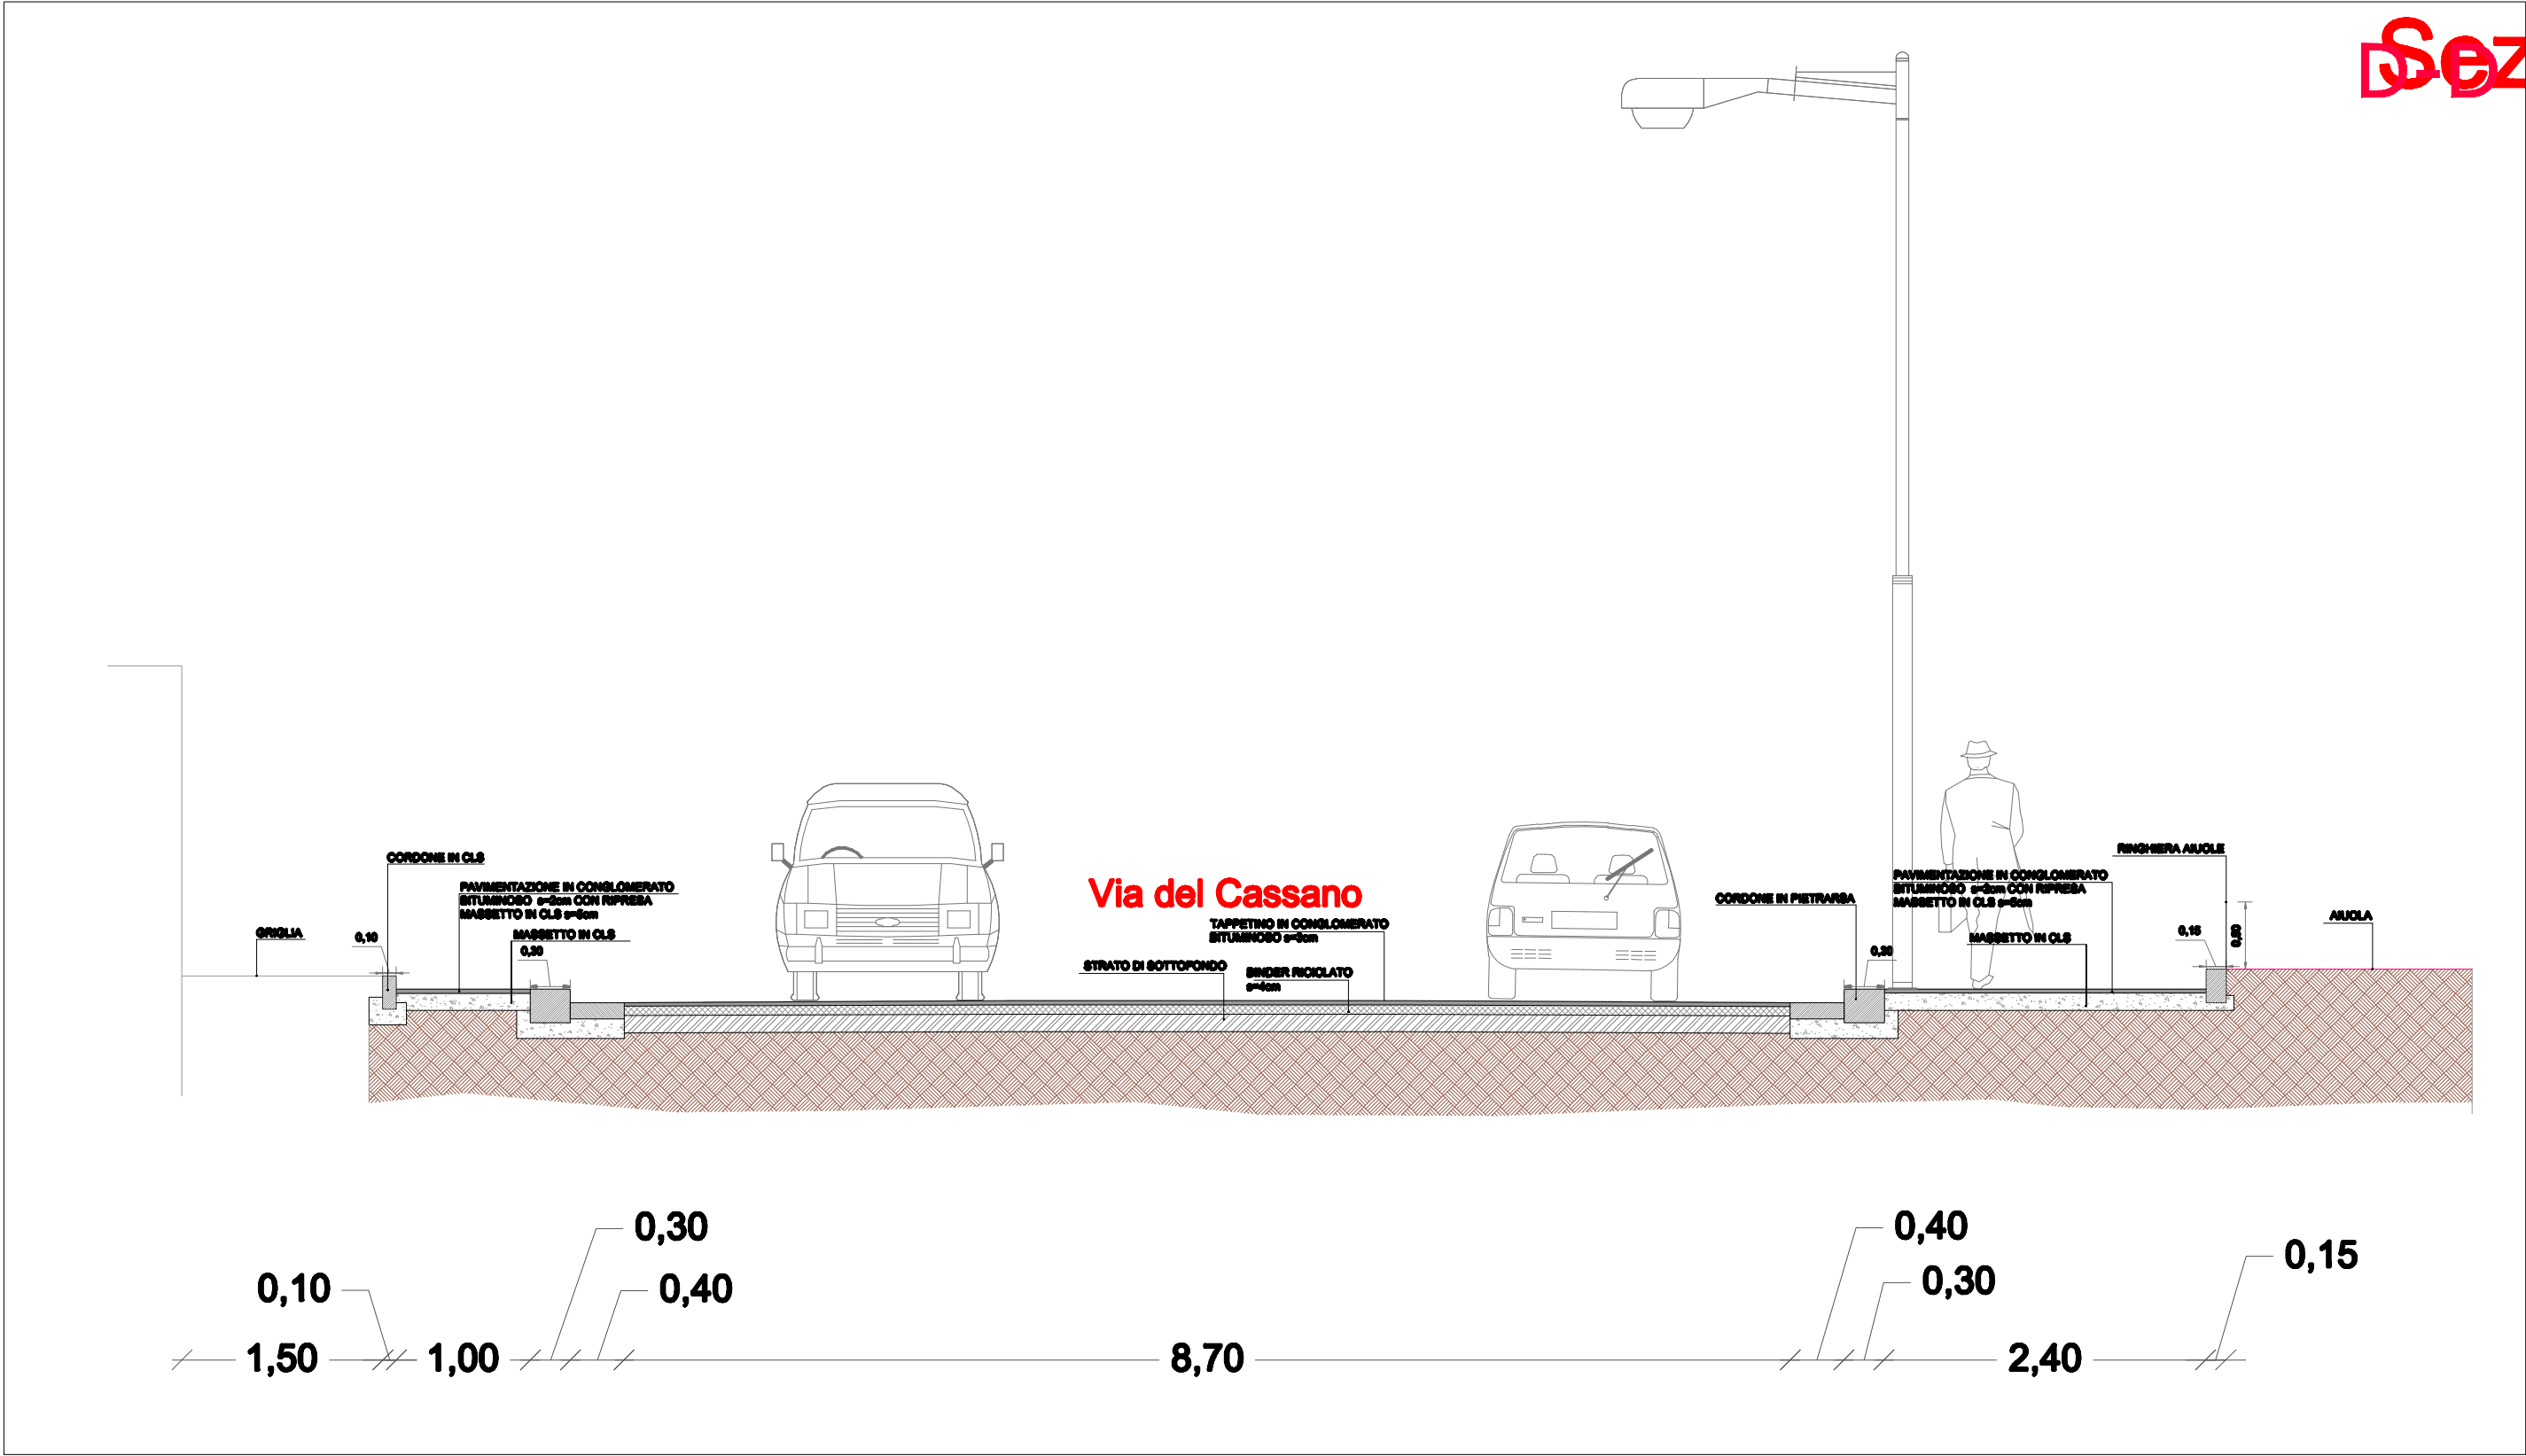 Sez
D-D
CORDONE IN CLS
PAVIMENTAZIONE IN CONGLOMERATO
BITUMINOSO s=2cm CON RIPRESA
MASSETTO IN CLS s=5cm
GRIGLIA
0,10
MASSETTO IN CLS
0,30
Via del Cassano
TAPPETINO IN CONGLOMERATO
BITUMINOSO s=3cm
STRATO DI SOTTOFONDO
BINDER RICICLATO
s=4cm
CORDONE IN PIETRARSA
0,30
RINGHIERA AIUOLE
PAVIMENTAZIONE IN CONGLOMERATO
BITUMINOSO s=2cm CON RIPRESA
MASSETTO IN CLS s=5cm
MASSETTO IN CLS
0,15
AIUOLA
0,30
0,40
0,10
0,40
0,40
0,30
0,15
1,50
1,00
8,70
2,40